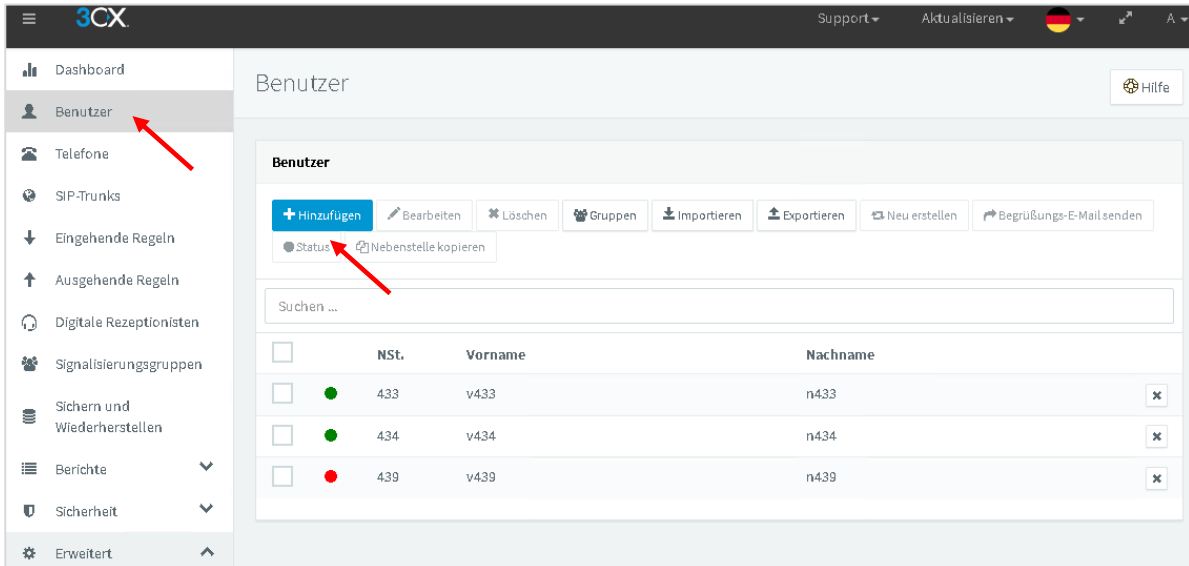 3CX.
Support
Aktualisieren
A
Dashboard
Benutzer
Telefone
SIP-Trunks
Eingehende Regeln
Ausgehende Regeln
Digitale Rezeptionisten
Signalisierungsgruppen
Sichern und
Wiederherstellen
Berichte
Sicherheit
Erweitert
Benutzer
Hilfe
Benutzer
Hinzufügen Bearbeiten Löschen Gruppen Importieren Exportieren Neu erstellen Begrüßungs-E-Mail senden
Status Nebenstelle kopieren
Suchen ...
NSt. Vorname Nachname
433 v433 n433
434 v434 n434
439 v439 n439